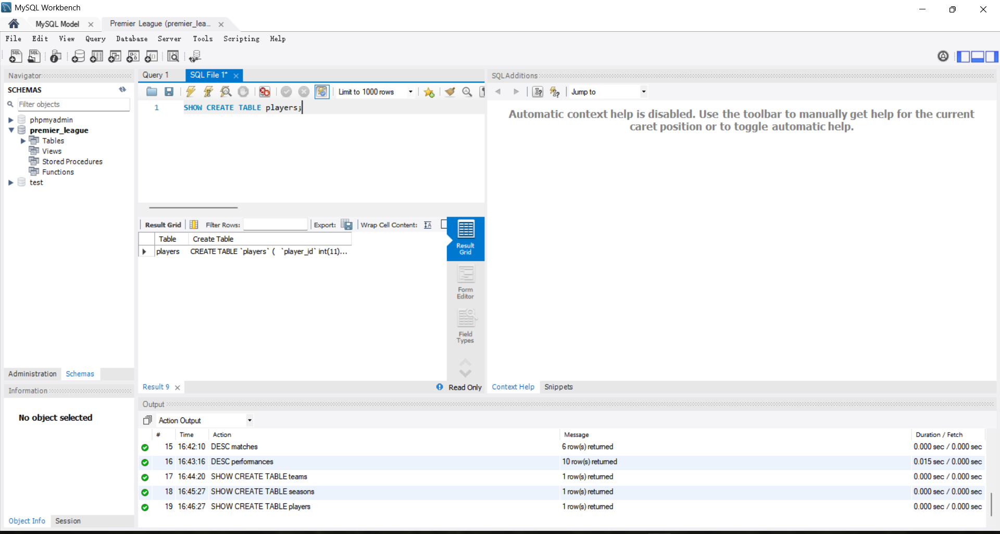 MySQL Workbench
MySQL Model
Premier League (premier_lea...
File Edit View Query Database Server Tools Scripting Help
Navigator
SCHEMAS
Filter objects
phpmyadmin
premier_league
Tables
Views
Stored Procedures
Functions
test
Administration Schemas
Information
No object selected
Object Info Session
Query 1 SQL File 1*
Limit to 1000 rows
1 SHOW CREATE TABLE players;
Result Grid Filter Rows: Export: Wrap Cell Content:
Table Create Table
players CREATE TABLE `players` ( `player_id` int(11)...
Result
Grid
Form
Editor
Field
Types
Result 9
Read Only
SQLAdditions
Jump to
Automatic context help is disabled. Use the toolbar to manually get help for the current
caret position or to toggle automatic help.
Context Help Snippets
Output
Action Output
# Time Action Message Duration / Fetch
15 16:42:10 DESC matches 6 row(s) returned 0.000 sec / 0.000 sec
16 16:43:16 DESC performances 10 row(s) returned 0.015 sec / 0.000 sec
17 16:44:20 SHOW CREATE TABLE teams 1 row(s) returned 0.000 sec / 0.000 sec
18 16:45:27 SHOW CREATE TABLE seasons 1 row(s) returned 0.000 sec / 0.000 sec
19 16:46:27 SHOW CREATE TABLE players 1 row(s) returned 0.000 sec / 0.000 sec